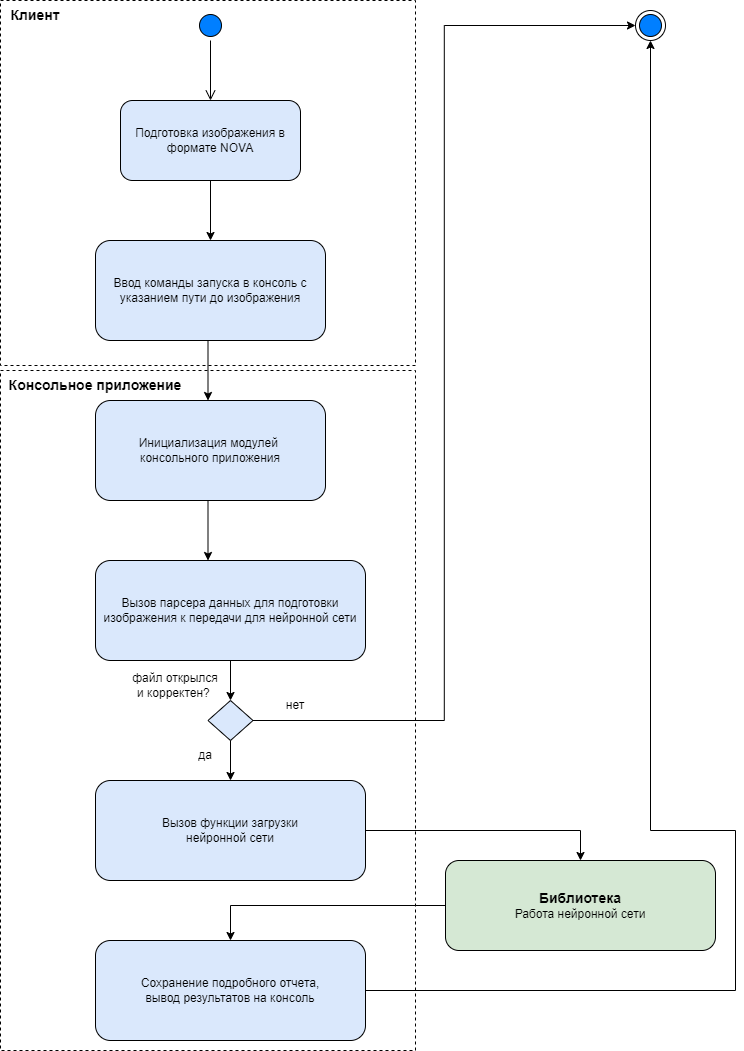 Клиент
Подготовка изображения в
формате NOVA
Ввод команды запуска в консоль с
указанием пути до изображения
Консольное приложение
Инициализация модулей
консольного приложения
Вызов парсера данных для подготовки
изображения к передачи для нейронной сети
файл открылся
и корректен?
нет
да
Вызов функции загрузки
нейронной сети
Библиотека
Работа нейронной сети
Сохранение подробного отчета,
вывод результатов на консоль